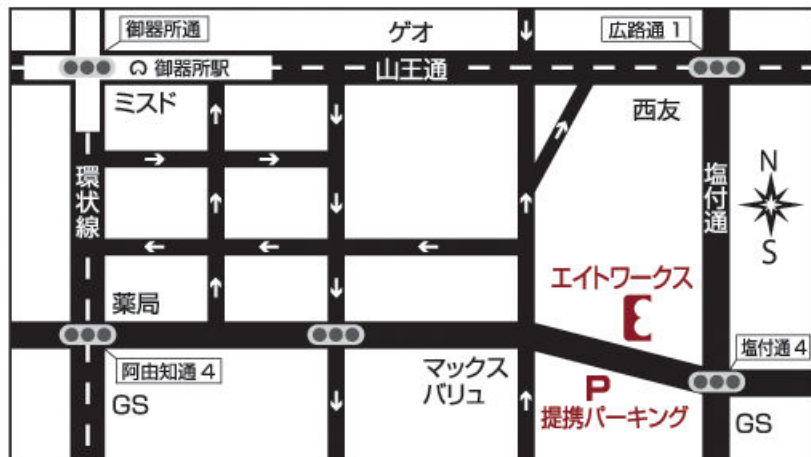 御器所通
ゲオ
広路通1
御器所駅
山王通
ミスド
西友
環状線
塩付通
N
S
エイトワークス
薬局
塩付通4
阿由知通4
マックス
バリュ
P
提携パーキング
GS
GS